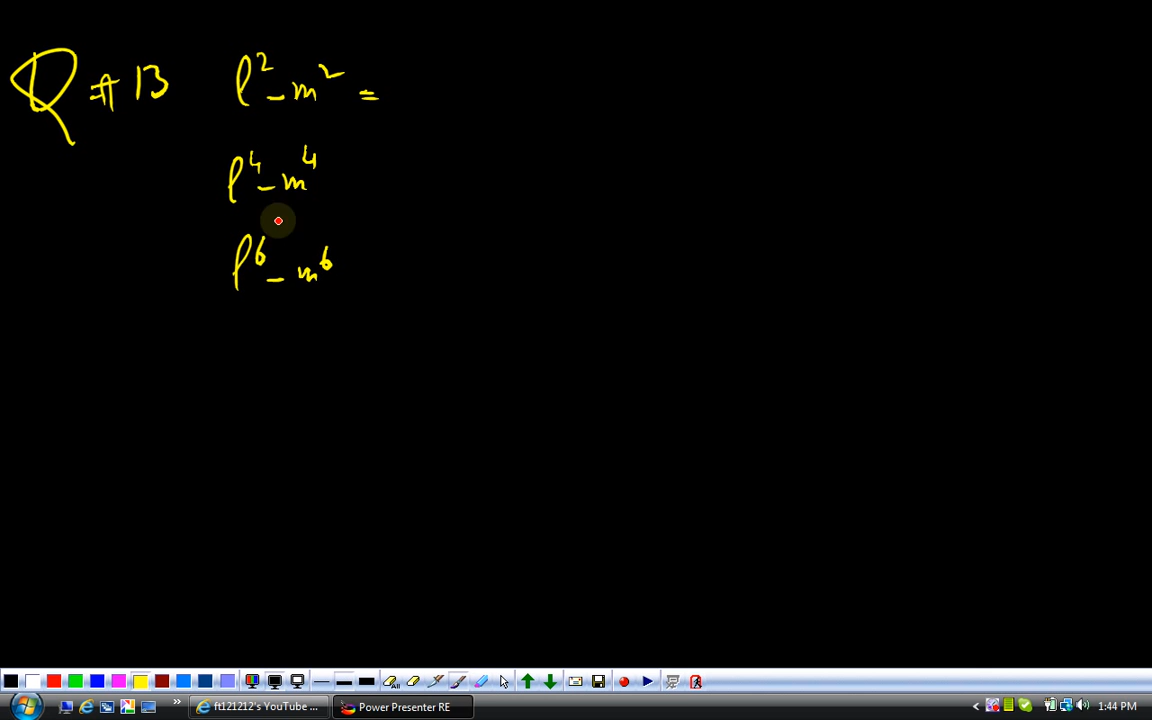 Q # 13 l² - m² =
l⁴ - m⁴
l⁶ - m⁶
ft121212's YouTube ...
Power Presenter RE
1:44 PM